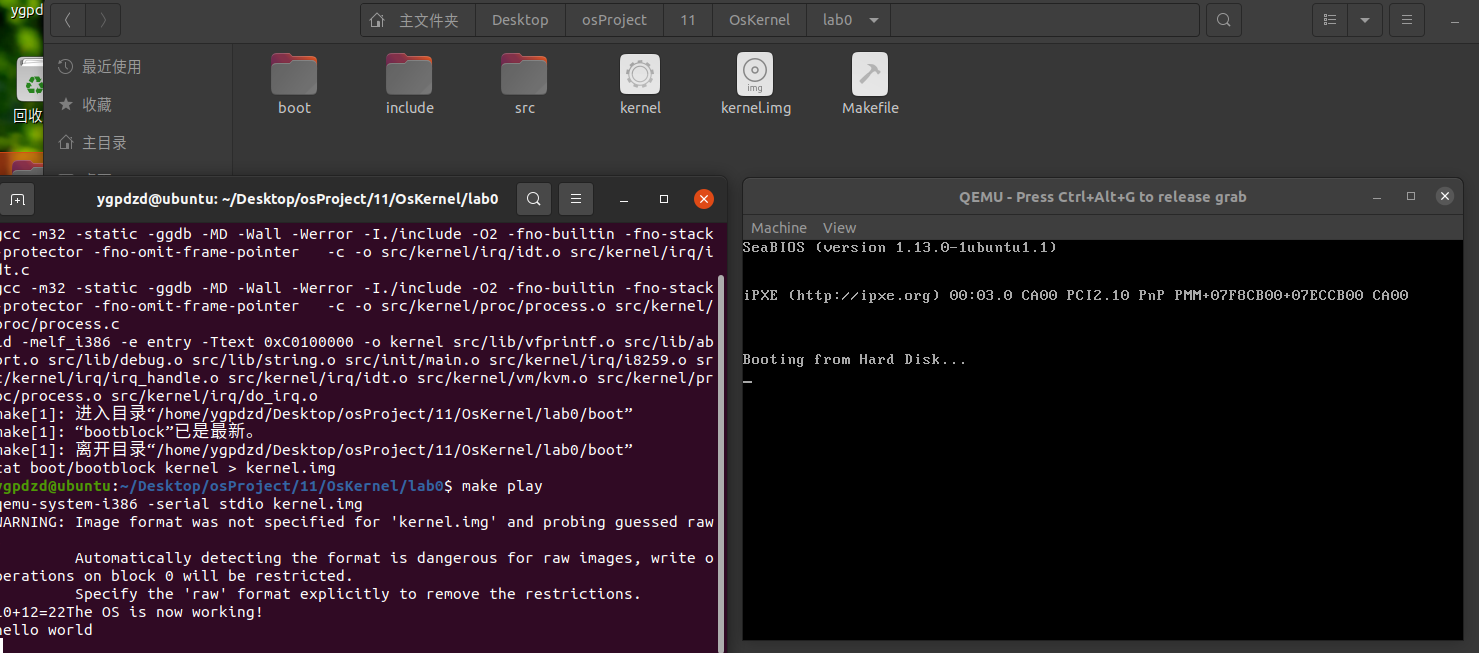 ygpd
主文件夹
Desktop
osProject
11
OsKernel
lab0
最近使用
收藏
主目录
回收
boot
include
src
kernel
img
kernel.img
Makefile
ygpdzd@ubuntu: ~/Desktop/osProject/11/OsKernel/lab0
gcc -m32 -static -ggdb -MD -Wall -Werror -I./include -O2 -fno-builtin -fno-stack
-protector -fno-omit-frame-pointer   -c -o src/kernel/irq/idt.o src/kernel/irq/i
dt.c
gcc -m32 -static -ggdb -MD -Wall -Werror -I./include -O2 -fno-builtin -fno-stack
-protector -fno-omit-frame-pointer   -c -o src/kernel/proc/process.o src/kernel/
proc/process.c
ld -melf_i386 -e entry -Ttext 0xC0100000 -o kernel src/lib/vfprintf.o src/lib/ab
ort.o src/lib/debug.o src/lib/string.o src/init/main.o src/kernel/irq/i8259.o sr
c/kernel/irq/irq_handle.o src/kernel/irq/idt.o src/kernel/vm/kvm.o src/kernel/pr
oc/process.o src/kernel/irq/do_irq.o
make[1]: 进入目录“/home/ygpdzd/Desktop/osProject/11/OsKernel/lab0/boot”
make[1]: “bootblock”已是最新。
make[1]: 离开目录“/home/ygpdzd/Desktop/osProject/11/OsKernel/lab0/boot”
cat boot/bootblock kernel > kernel.img
ygpdzd@ubuntu:~/Desktop/osProject/11/OsKernel/lab0$ make play
qemu-system-i386 -serial stdio kernel.img
WARNING: Image format was not specified for 'kernel.img' and probing guessed raw
Automatically detecting the format is dangerous for raw images, write o
perations on block 0 will be restricted.
Specify the 'raw' format explicitly to remove the restrictions.
10+12=22The OS is now working!
hello world
QEMU - Press Ctrl+Alt+G to release grab
Machine View
SeaBIOS (version 1.13.0-1ubuntu1.1)
iPXE (http://ipxe.org) 00:03.0 CA00 PCI2.10 PnP PMM+07F8CB00+07ECCB00 CA00
Booting from Hard Disk...